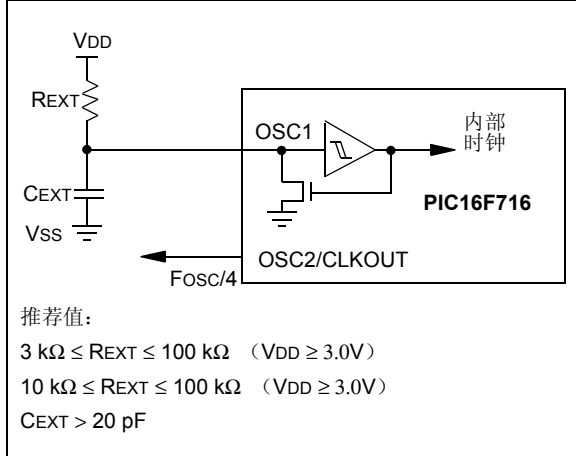 VDD
REXT
OSC1
内部
时钟
CEXT
PIC16F716
VSS
OSC2/CLKOUT
FOSC/4
推荐值：
3 kΩ ≤ REXT ≤ 100 kΩ （VDD ≥ 3.0V）
10 kΩ ≤ REXT ≤ 100 kΩ （VDD ≥ 3.0V）
CEXT > 20 pF